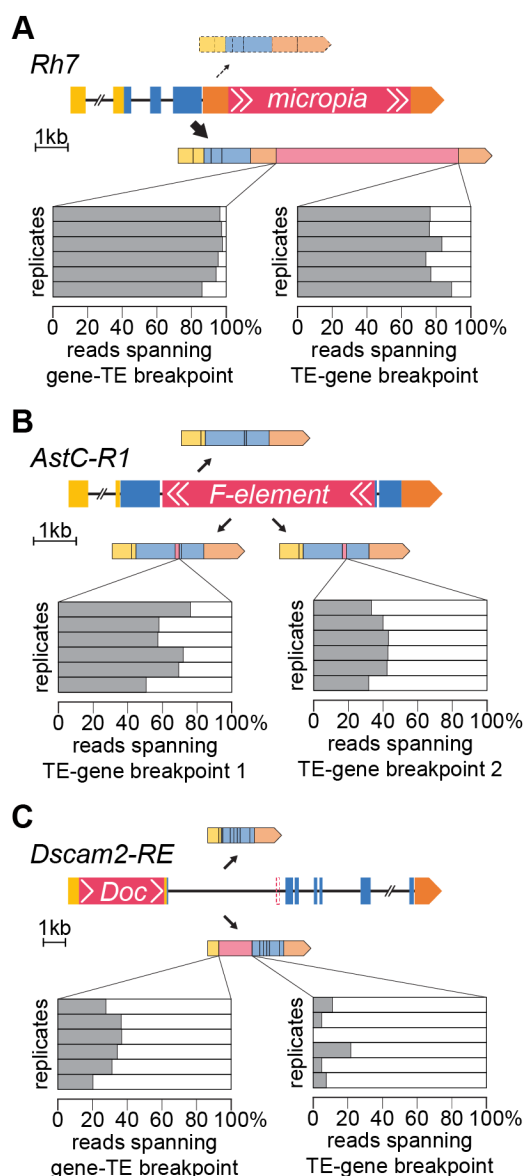 A
Rh7
micropia
1kb
replicates
replicates
0 20 40 60 80 100%
0 20 40 60 80 100%
reads spanning
gene-TE breakpoint
reads spanning
TE-gene breakpoint
B
AstC-R1
F-element
1kb
replicates
replicates
0 20 40 60 80 100%
0 20 40 60 80 100%
reads spanning
TE-gene breakpoint 1
reads spanning
TE-gene breakpoint 2
C
Dscam2-RE
Doc
1kb
replicates
replicates
0 20 40 60 80 100%
0 20 40 60 80 100%
reads spanning
gene-TE breakpoint
reads spanning
TE-gene breakpoint